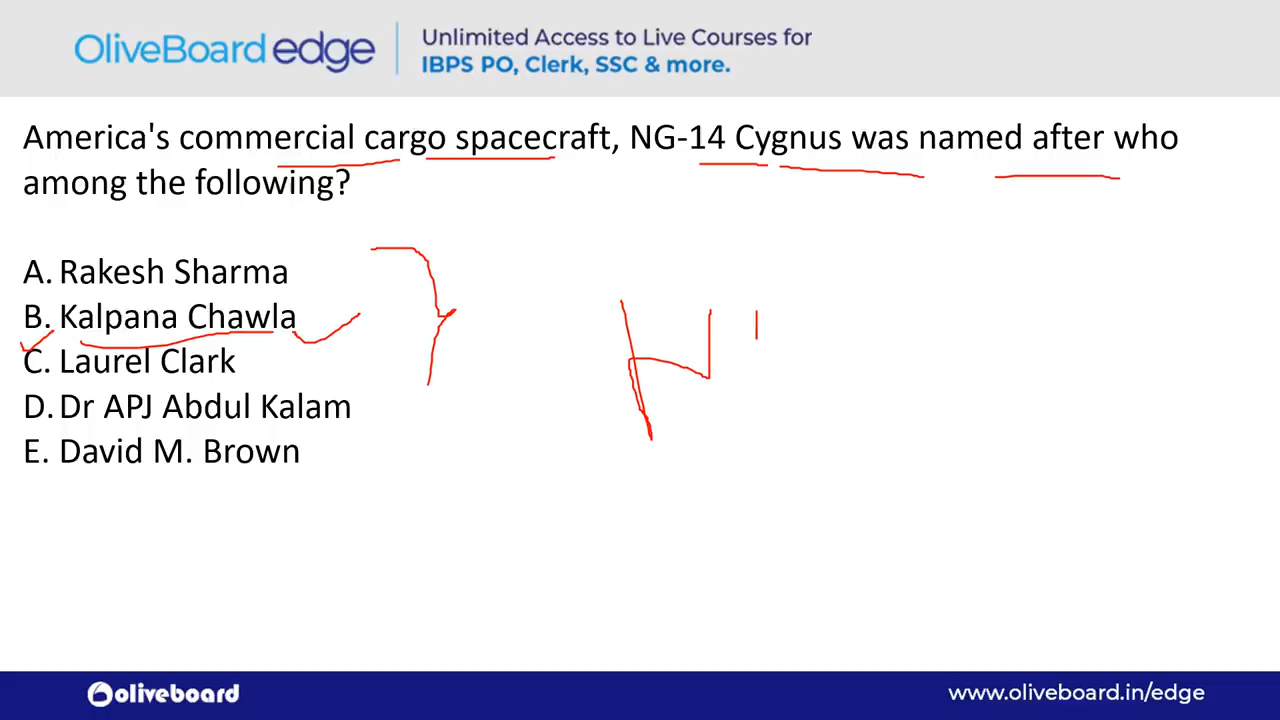 OliveBoard edge
Unlimited Access to Live Courses for
IBPS PO, Clerk, SSC & more.
America's commercial cargo spacecraft, NG-14 Cygnus was named after who
among the following?
A. Rakesh Sharma
B. Kalpana Chawla
C. Laurel Clark
D. Dr APJ Abdul Kalam
E. David M. Brown
oliveboard
www.oliveboard.in/edge